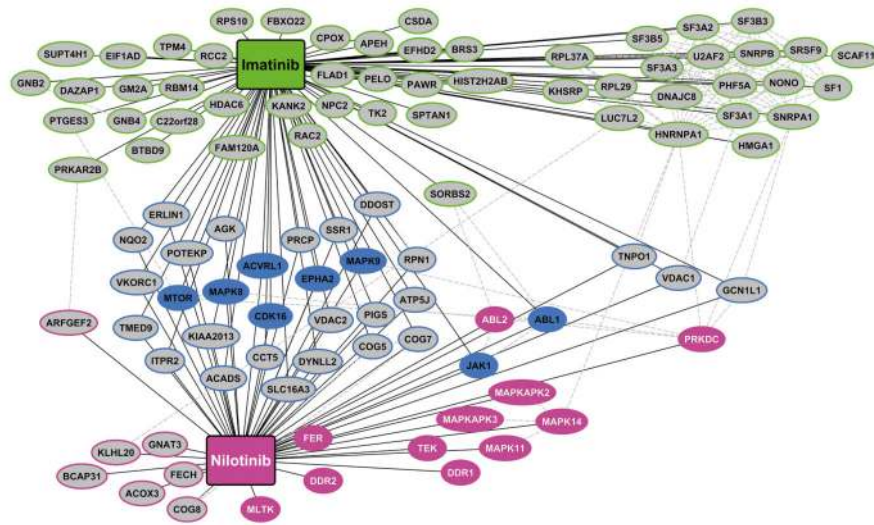 RPS10
FBXO22
CSDA
CPOX
APEH
TPM4
SUPT4H1
EIF1AD
RCC2
Imatinib
EFHD2
BRS3
SF3A2
SF3B3
SF3B5
U2AF2
SNRPB
SRSF9
SCAF11
RPL37A
SF3A3
GNB2
DAZAP1
GM2A
RBM14
FLAD1
PELO
PAWR
HIST2H2AB
KHSRP
RPL29
DNAJC8
PHF5A
NONO
SF1
PTGES3
GNB4
C22orf28
HDAC6
KANK2
NPC2
TK2
SPTAN1
LUC7L2
SF3A1
SNRPA1
BTBD9
RAC2
HNRNPA1
HMGA1
PRKAR2B
FAM120A
SORBS2
ERLIN1
AGK
DDOST
NQO2
POTEKP
PRCP
SSR1
VKORC1
ACVRL1
MAPK9
RPN1
TNPO1
MTOR
MAPK8
EPHA2
VDAC1
GCN1L1
ARFGEF2
TMED9
KIAA2013
CDK16
VDAC2
PIGS
ATP5J
ABL2
ABL1
ITPR2
CCT5
DYNLL2
COG5
COG7
PRKDC
ACADS
SLC16A3
JAK1
MAPKAPK2
MAPKAPK3
MAPK14
KLHL20
GNAT3
FER
TEK
MAPK11
BCAP31
FECH
Nilotinib
DDR1
ACOX3
DDR2
COG8
MLTK